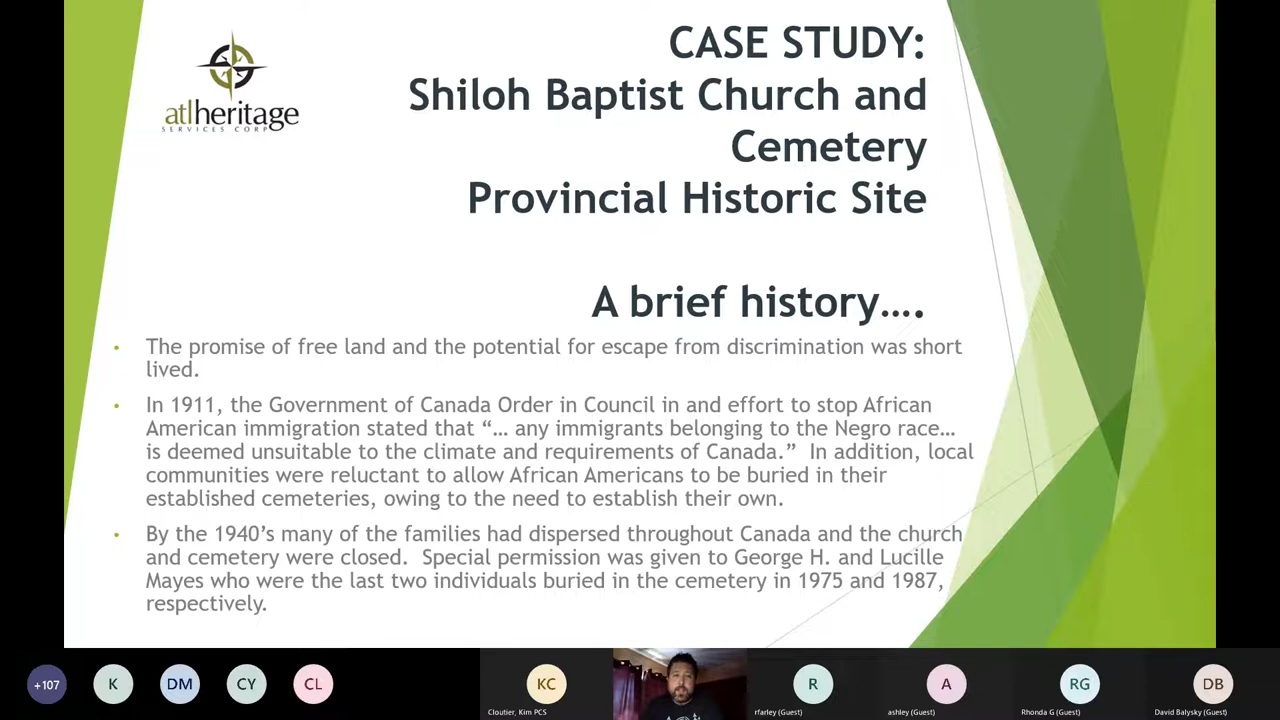 CASE STUDY:
Shiloh Baptist Church and
Cemetery
Provincial Historic Site
atlheritage
SERVICES CORP
A brief history….
• The promise of free land and the potential for escape from discrimination was short
lived.
• In 1911, the Government of Canada Order in Council in and effort to stop African
American immigration stated that “… any immigrants belonging to the Negro race…
is deemed unsuitable to the climate and requirements of Canada.” In addition, local
communities were reluctant to allow African Americans to be buried in their
established cemeteries, owing to the need to establish their own.
• By the 1940’s many of the families had dispersed throughout Canada and the church
and cemetery were closed. Special permission was given to George H. and Lucille
Mayes who were the last two individuals buried in the cemetery in 1975 and 1987,
respectively.
+107
K
DM
CY
CL
KC
Cloutier, Kim PCS
R
rfarley (Guest)
A
ashley (Guest)
RG
Rhonda G (Guest)
DB
David Balysky (Guest)